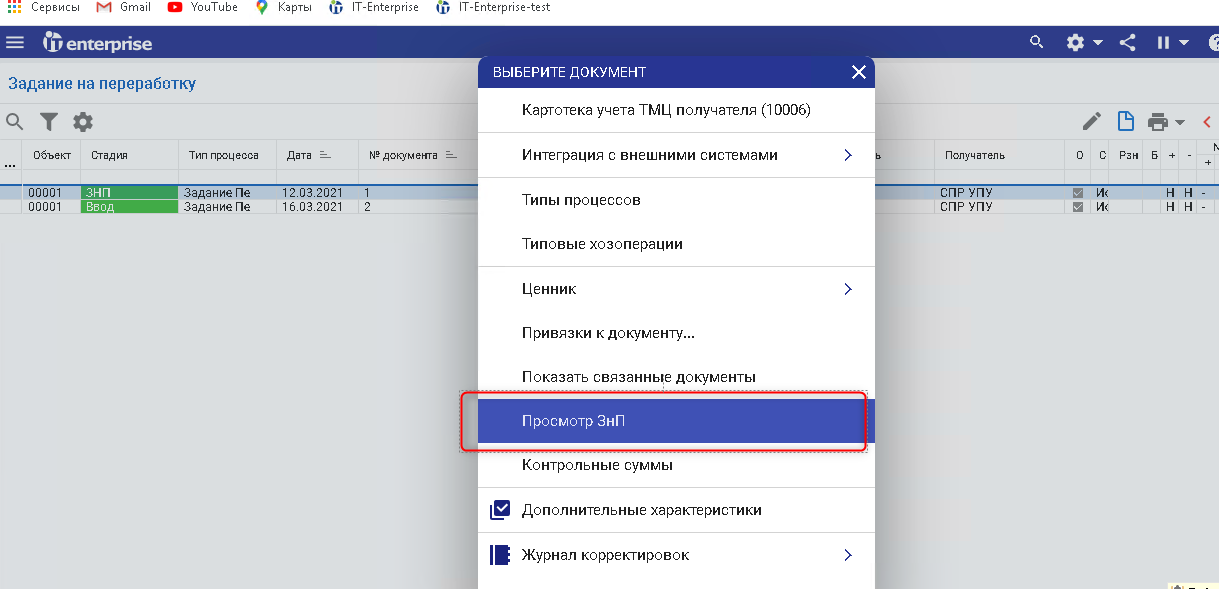 Сервисы Gmail YouTube Карты IT-Enterprise IT-Enterprise-test
it enterprise
Задание на переработку
ВЫБЕРИТЕ ДОКУМЕНТ
... Объект Стадия Тип процесса Дата № документа Получатель О С Рзн Б + - +
00001 ЗНП Задание Пе 12.03.2021 1 СПР УПУ Ис Н Н -
00001 Ввод Задание Пе 16.03.2021 2 СПР УПУ Ис Н Н -
Картотека учета ТМЦ получателя (10006)
Интеграция с внешними системами
Типы процессов
Типовые хозоперации
Ценник
Привязки к документу...
Показать связанные документы
Просмотр ЗнП
Контрольные суммы
Дополнительные характеристики
Журнал корректировок